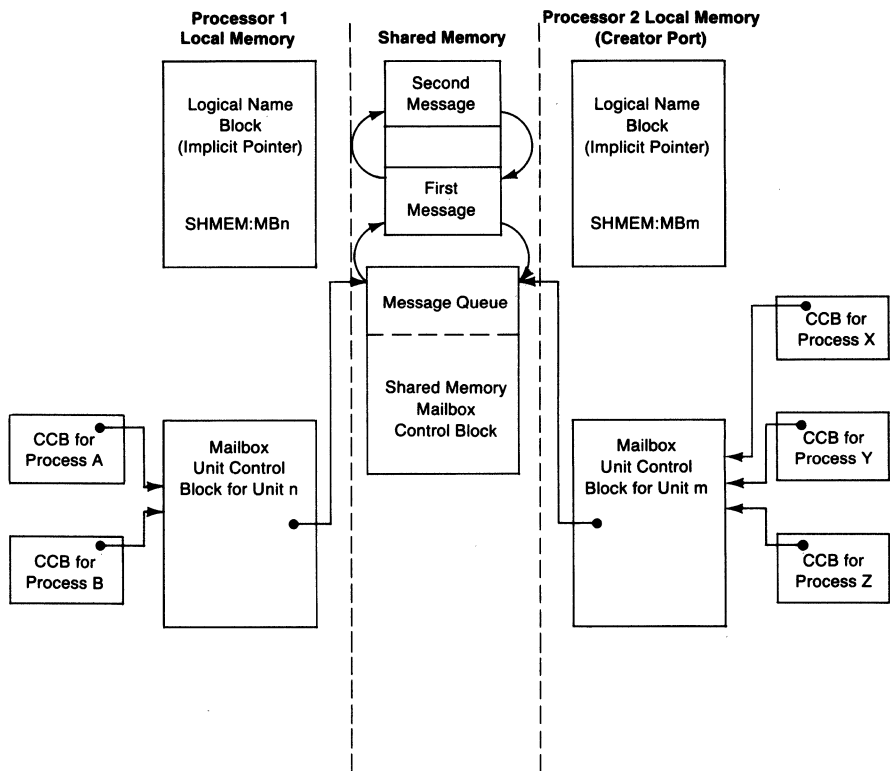 Processor 1
Local Memory
Shared Memory
Processor 2 Local Memory
(Creator Port)
Logical Name
Block
(Implicit Pointer)
SHMEM:MBn
Second
Message
First
Message
Logical Name
Block
(Implicit Pointer)
SHMEM:MBm
Message Queue
Shared Memory
Mailbox
Control Block
CCB for
Process A
CCB for
Process B
Mailbox
Unit Control
Block for Unit n
Mailbox
Unit Control
Block for Unit m
CCB for
Process X
CCB for
Process Y
CCB for
Process Z